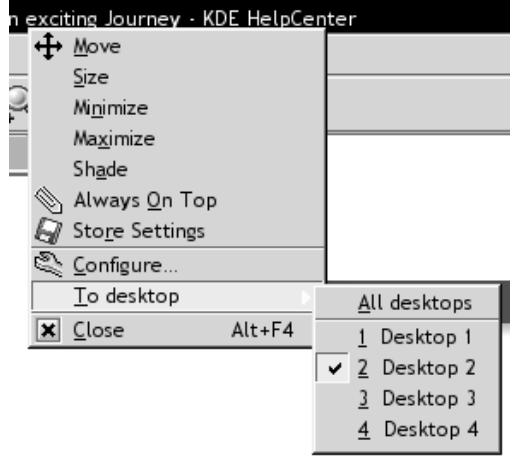 n exciting Journey - KDE HelpCenter
Move
Size
Minimize
Maximize
Shade
Always On Top
Store Settings
Configure...
To desktop
Close Alt+F4
All desktops
1 Desktop 1
2 Desktop 2
3 Desktop 3
4 Desktop 4